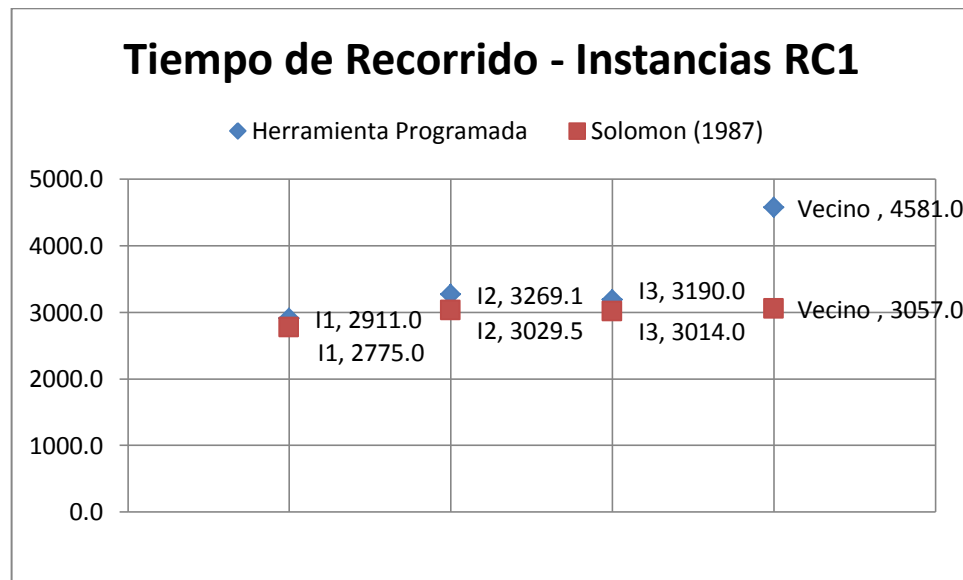 Tiempo de Recorrido - Instancias RC1
Herramienta Programada
Solomon (1987)
5000.0
4000.0
3000.0
2000.0
1000.0
0.0
I1, 2911.0
I1, 2775.0
I2, 3269.1
I2, 3029.5
I3, 3190.0
I3, 3014.0
Vecino , 4581.0
Vecino , 3057.0